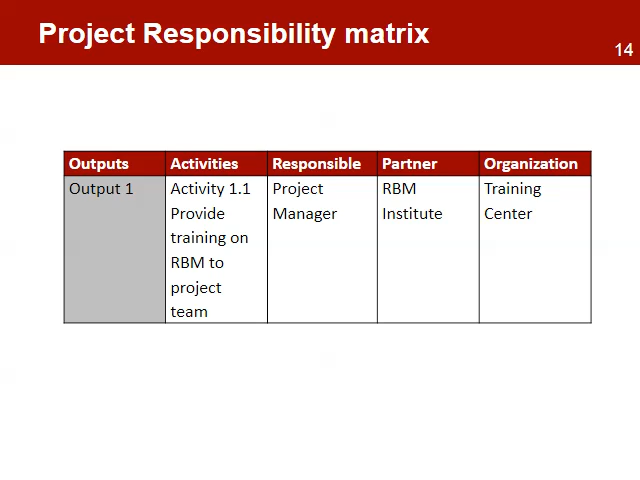 Project Responsibility matrix
14
Outputs Activities Responsible Partner Organization
Output 1
Activity 1.1
Provide
training on
RBM to
project
team
Project
Manager
RBM
Institute
Training
Center